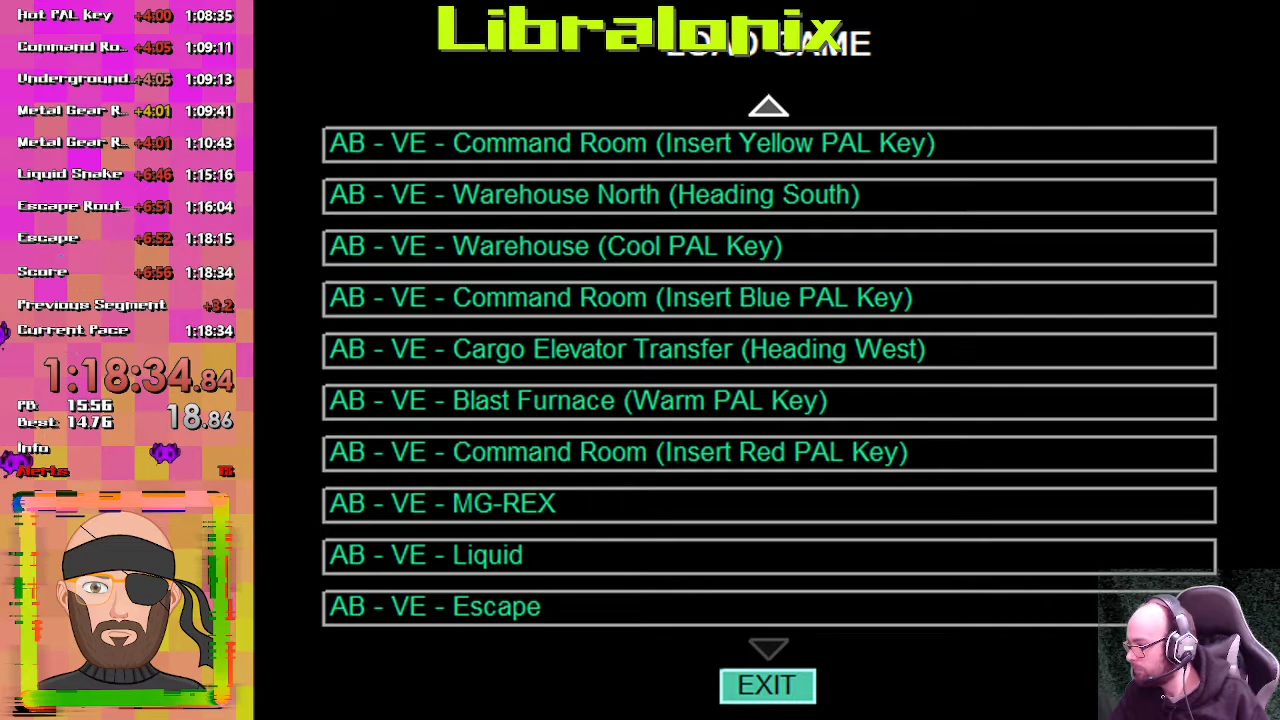 Libralonix
LOAD GAME
Hot PAL Key +4:00 1:08:35
Command Ro... +4:05 1:09:11
Underground... +4:05 1:09:13
Metal Gear R... +4:01 1:09:41
Metal Gear R... +4:01 1:10:43
Liquid Snake +6:46 1:15:16
Escape Rout... +6:51 1:16:04
Escape +6:52 1:18:15
Score +6:56 1:18:34
Previous Segment +3.2
Current Pace 1:18:34
1:18:34.84
PB: 15.56
Best: 14.76
18.86
Info
Alerts
AB - VE - Command Room (Insert Yellow PAL Key)
AB - VE - Warehouse North (Heading South)
AB - VE - Warehouse (Cool PAL Key)
AB - VE - Command Room (Insert Blue PAL Key)
AB - VE - Cargo Elevator Transfer (Heading West)
AB - VE - Blast Furnace (Warm PAL Key)
AB - VE - Command Room (Insert Red PAL Key)
AB - VE - MG-REX
AB - VE - Liquid
AB - VE - Escape
EXIT